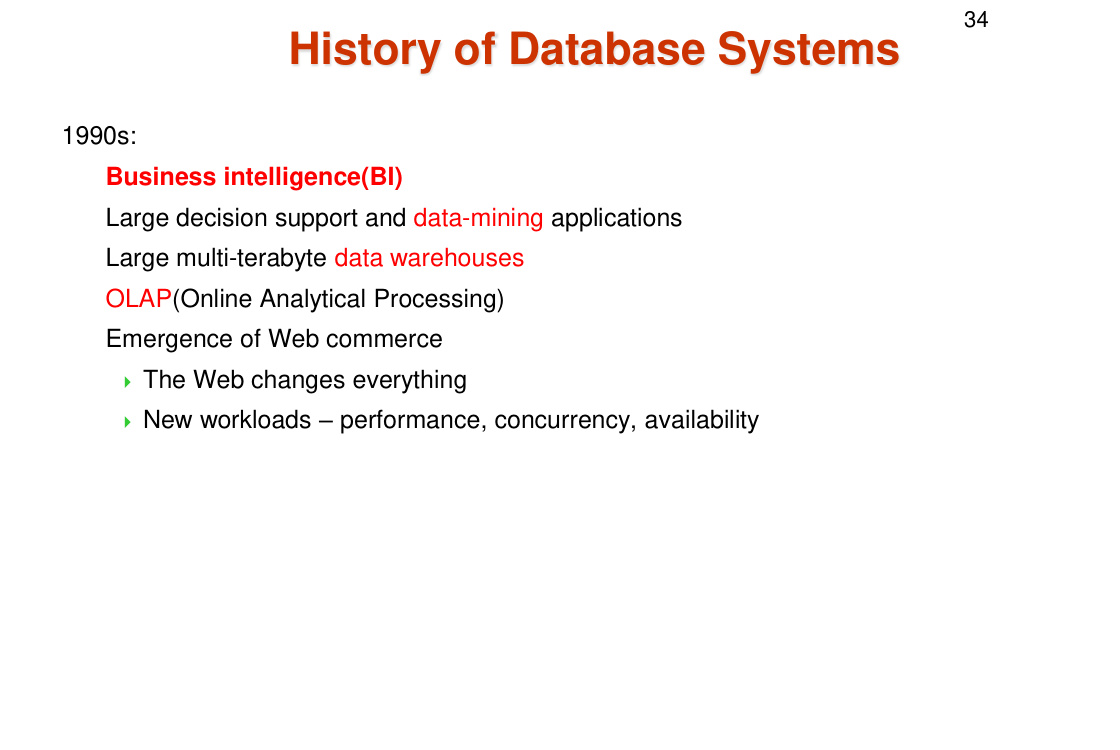 34
History of Database Systems
1990s:
Business intelligence(BI)
Large decision support and data-mining applications
Large multi-terabyte data warehouses
OLAP(Online Analytical Processing)
Emergence of Web commerce
The Web changes everything
New workloads – performance, concurrency, availability